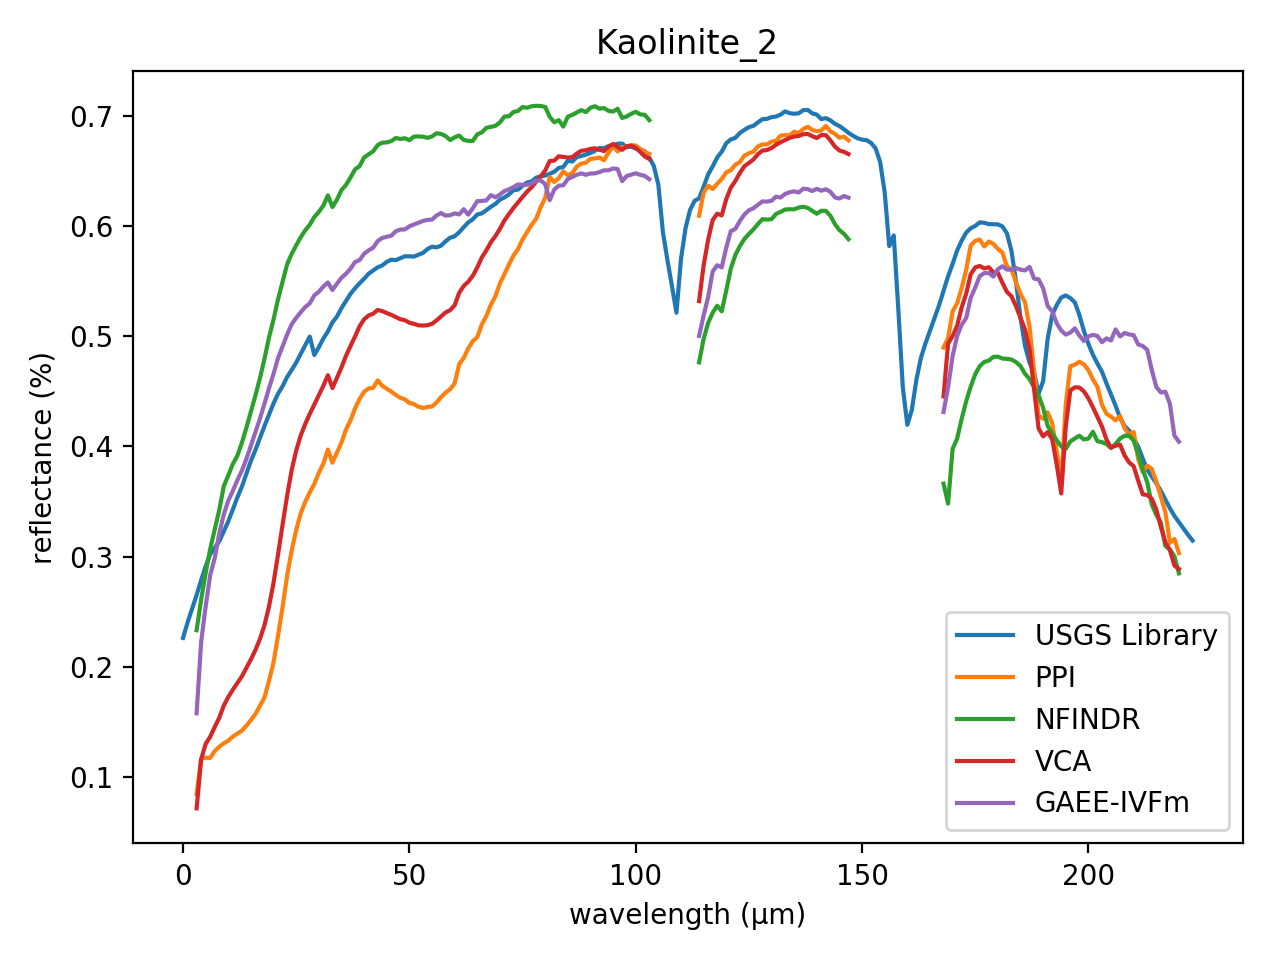 Kaolinite_2
reflectance (%)
0.7
0.6
0.5
0.4
0.3
0.2
0.1
0 50 100 150 200
wavelength (µm)
USGS Library
PPI
NFINDR
VCA
GAEE-IVFm